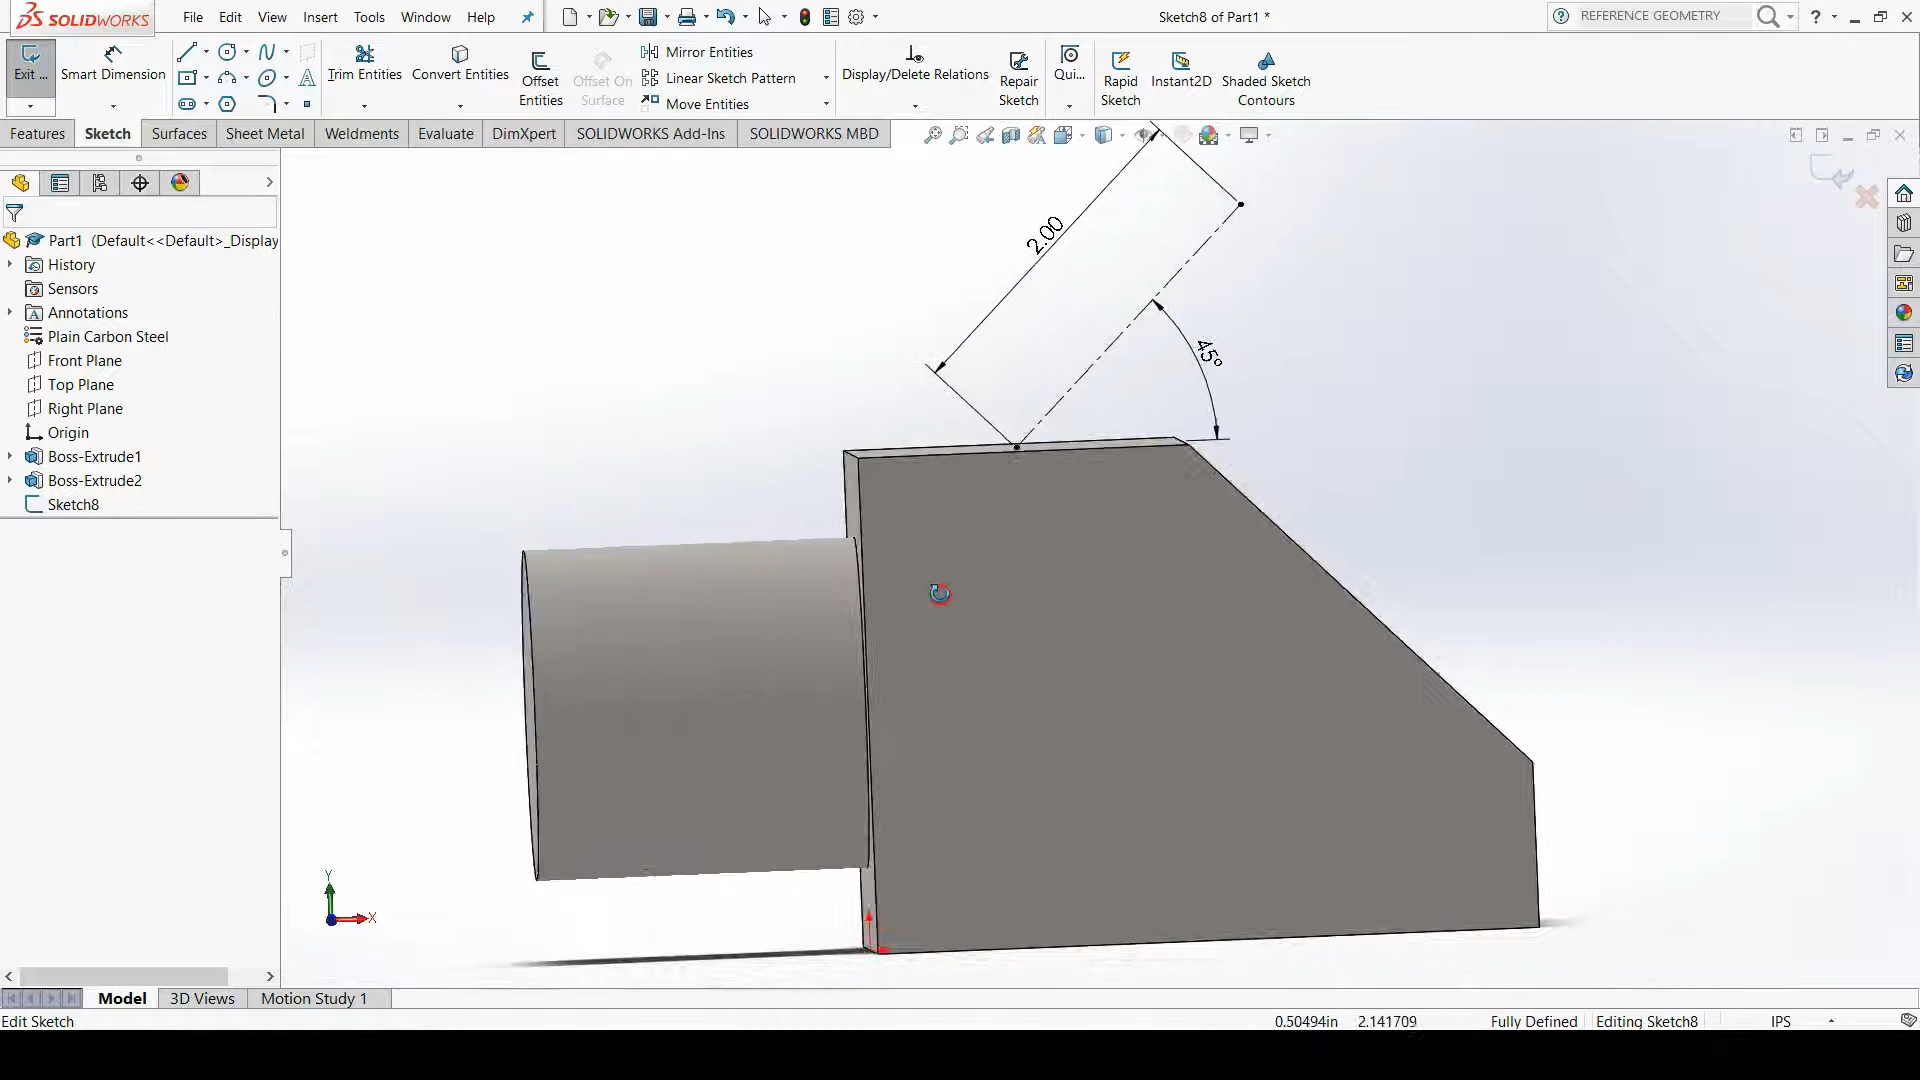 SOLIDWORKS File Edit View Insert Tools Window Help Sketch8 of Part1 * REFERENCE GEOMETRY ?
Exit ... Smart Dimension Trim Entities Convert Entities Offset Entities Offset On Surface Mirror Entities Linear Sketch Pattern Move Entities Display/Delete Relations Repair Sketch Qui... Rapid Sketch Instant2D Shaded Sketch Contours
Features Sketch Surfaces Sheet Metal Weldments Evaluate DimXpert SOLIDWORKS Add-Ins SOLIDWORKS MBD
Part1 (Default<<Default>_Display
History
Sensors
Annotations
Plain Carbon Steel
Front Plane
Top Plane
Right Plane
Origin
Boss-Extrude1
Boss-Extrude2
Sketch8
2.00
45°
Y
X
Model 3D Views Motion Study 1
Edit Sketch 0.50494in 2.141709 Fully Defined Editing Sketch8 IPS